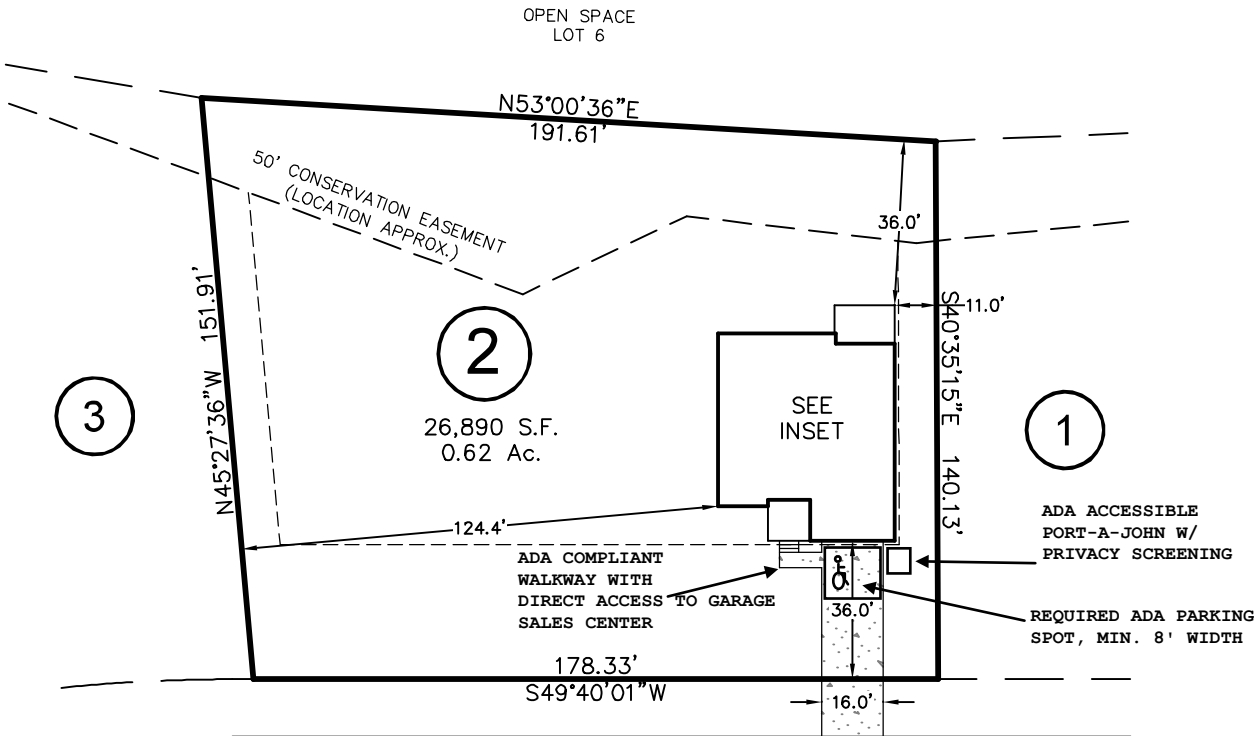 OPEN SPACE
LOT 6
N53°00'36"E
191.61'
50' CONSERVATION EASEMENT
(LOCATION APPROX.)
36.0'
11.0'
N45°27'36"W 151.91'
S40°35'15"E 140.13'
2
26,890 S.F.
0.62 Ac.
3
SEE
INSET
1
124.4'
ADA COMPLIANT
WALKWAY WITH
DIRECT ACCESS TO GARAGE
SALES CENTER
ADA ACCESSIBLE
PORT-A-JOHN W/
PRIVACY SCREENING
36.0'
REQUIRED ADA PARKING
SPOT, MIN. 8' WIDTH
178.33'
S49°40'01"W
16.0'